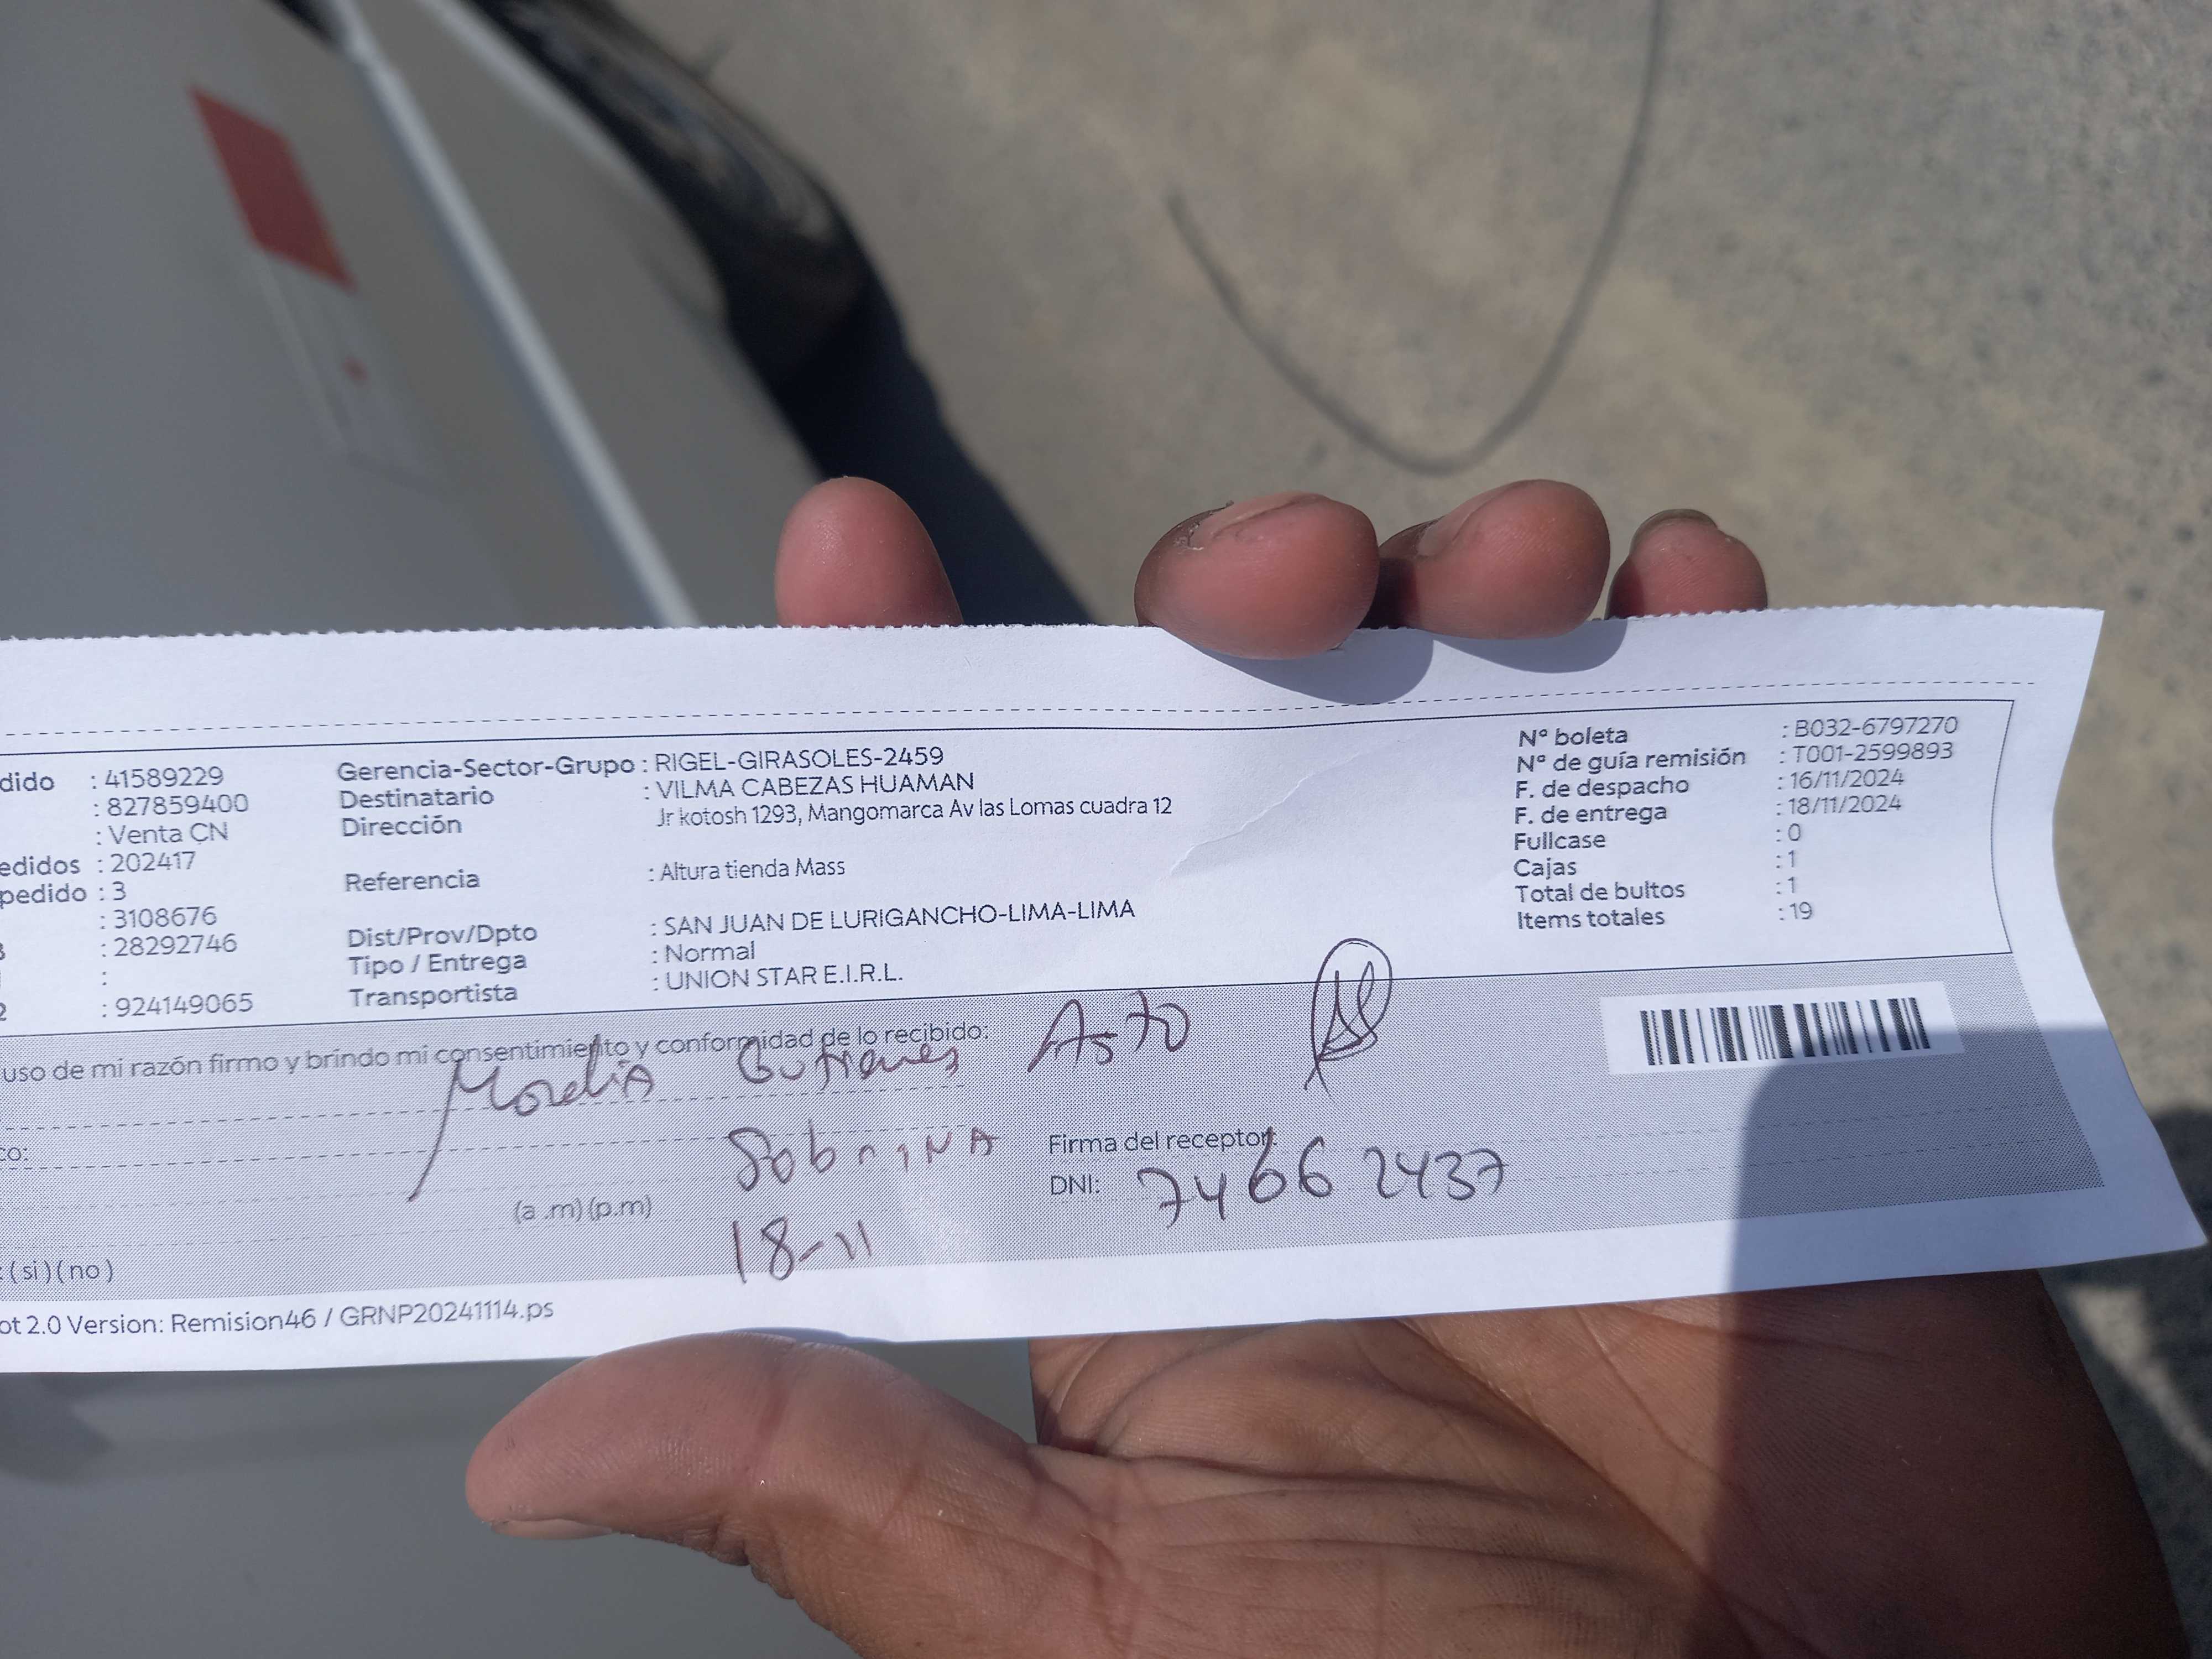 dido : 41589229
: 827859400
: Venta CN
edidos : 202417
pedido : 3
: 3108676
: 28292746
:
2 : 924149065
Gerencia-Sector-Grupo : RIGEL-GIRASOLES-2459
Destinatario : VILMA CABEZAS HUAMAN
Dirección Jr kotosh 1293, Mangomarca Av las Lomas cuadra 12
Referencia : Altura tienda Mass
Dist/Prov/Dpto : SAN JUAN DE LURIGANCHO-LIMA-LIMA
Tipo / Entrega : Normal
Transportista : UNION STAR E.I.R.L.
N° boleta : B032-6797270
N° de guía remisión : T001-2599893
F. de despacho : 16/11/2024
F. de entrega : 18/11/2024
Fullcase : 0
Cajas : 1
Total de bultos : 1
Items totales : 19
uso de mi razón firmo y brindo mi consentimiento y conformidad de lo recibido:
Asto
co:
SobriNA
Firma del receptor:
DNI: 74662437
(a .m) (p.m)
18-11
: ( si ) ( no )
ot 2.0 Version: Remision46 / GRNP20241114.ps